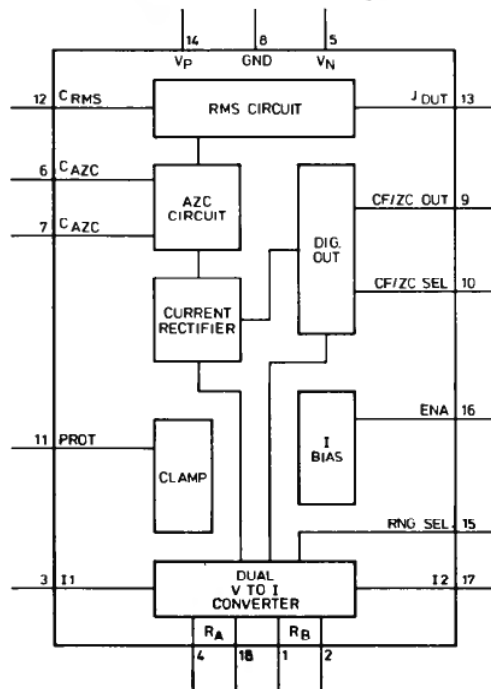 14 8 5
VP GND VN
12 CRMS RMS CIRCUIT JOUT 13
6 CAZC AZC CIRCUIT DIG. OUT CF/ZC OUT 9
7 CAZC
CURRENT RECTIFIER CF/ZC SEL 10
ENA 16
11 PROT CLAMP I BIAS
RNG SEL 15
3 I1 DUAL V TO I CONVERTER I2 17
RA RB
4 18 1 2